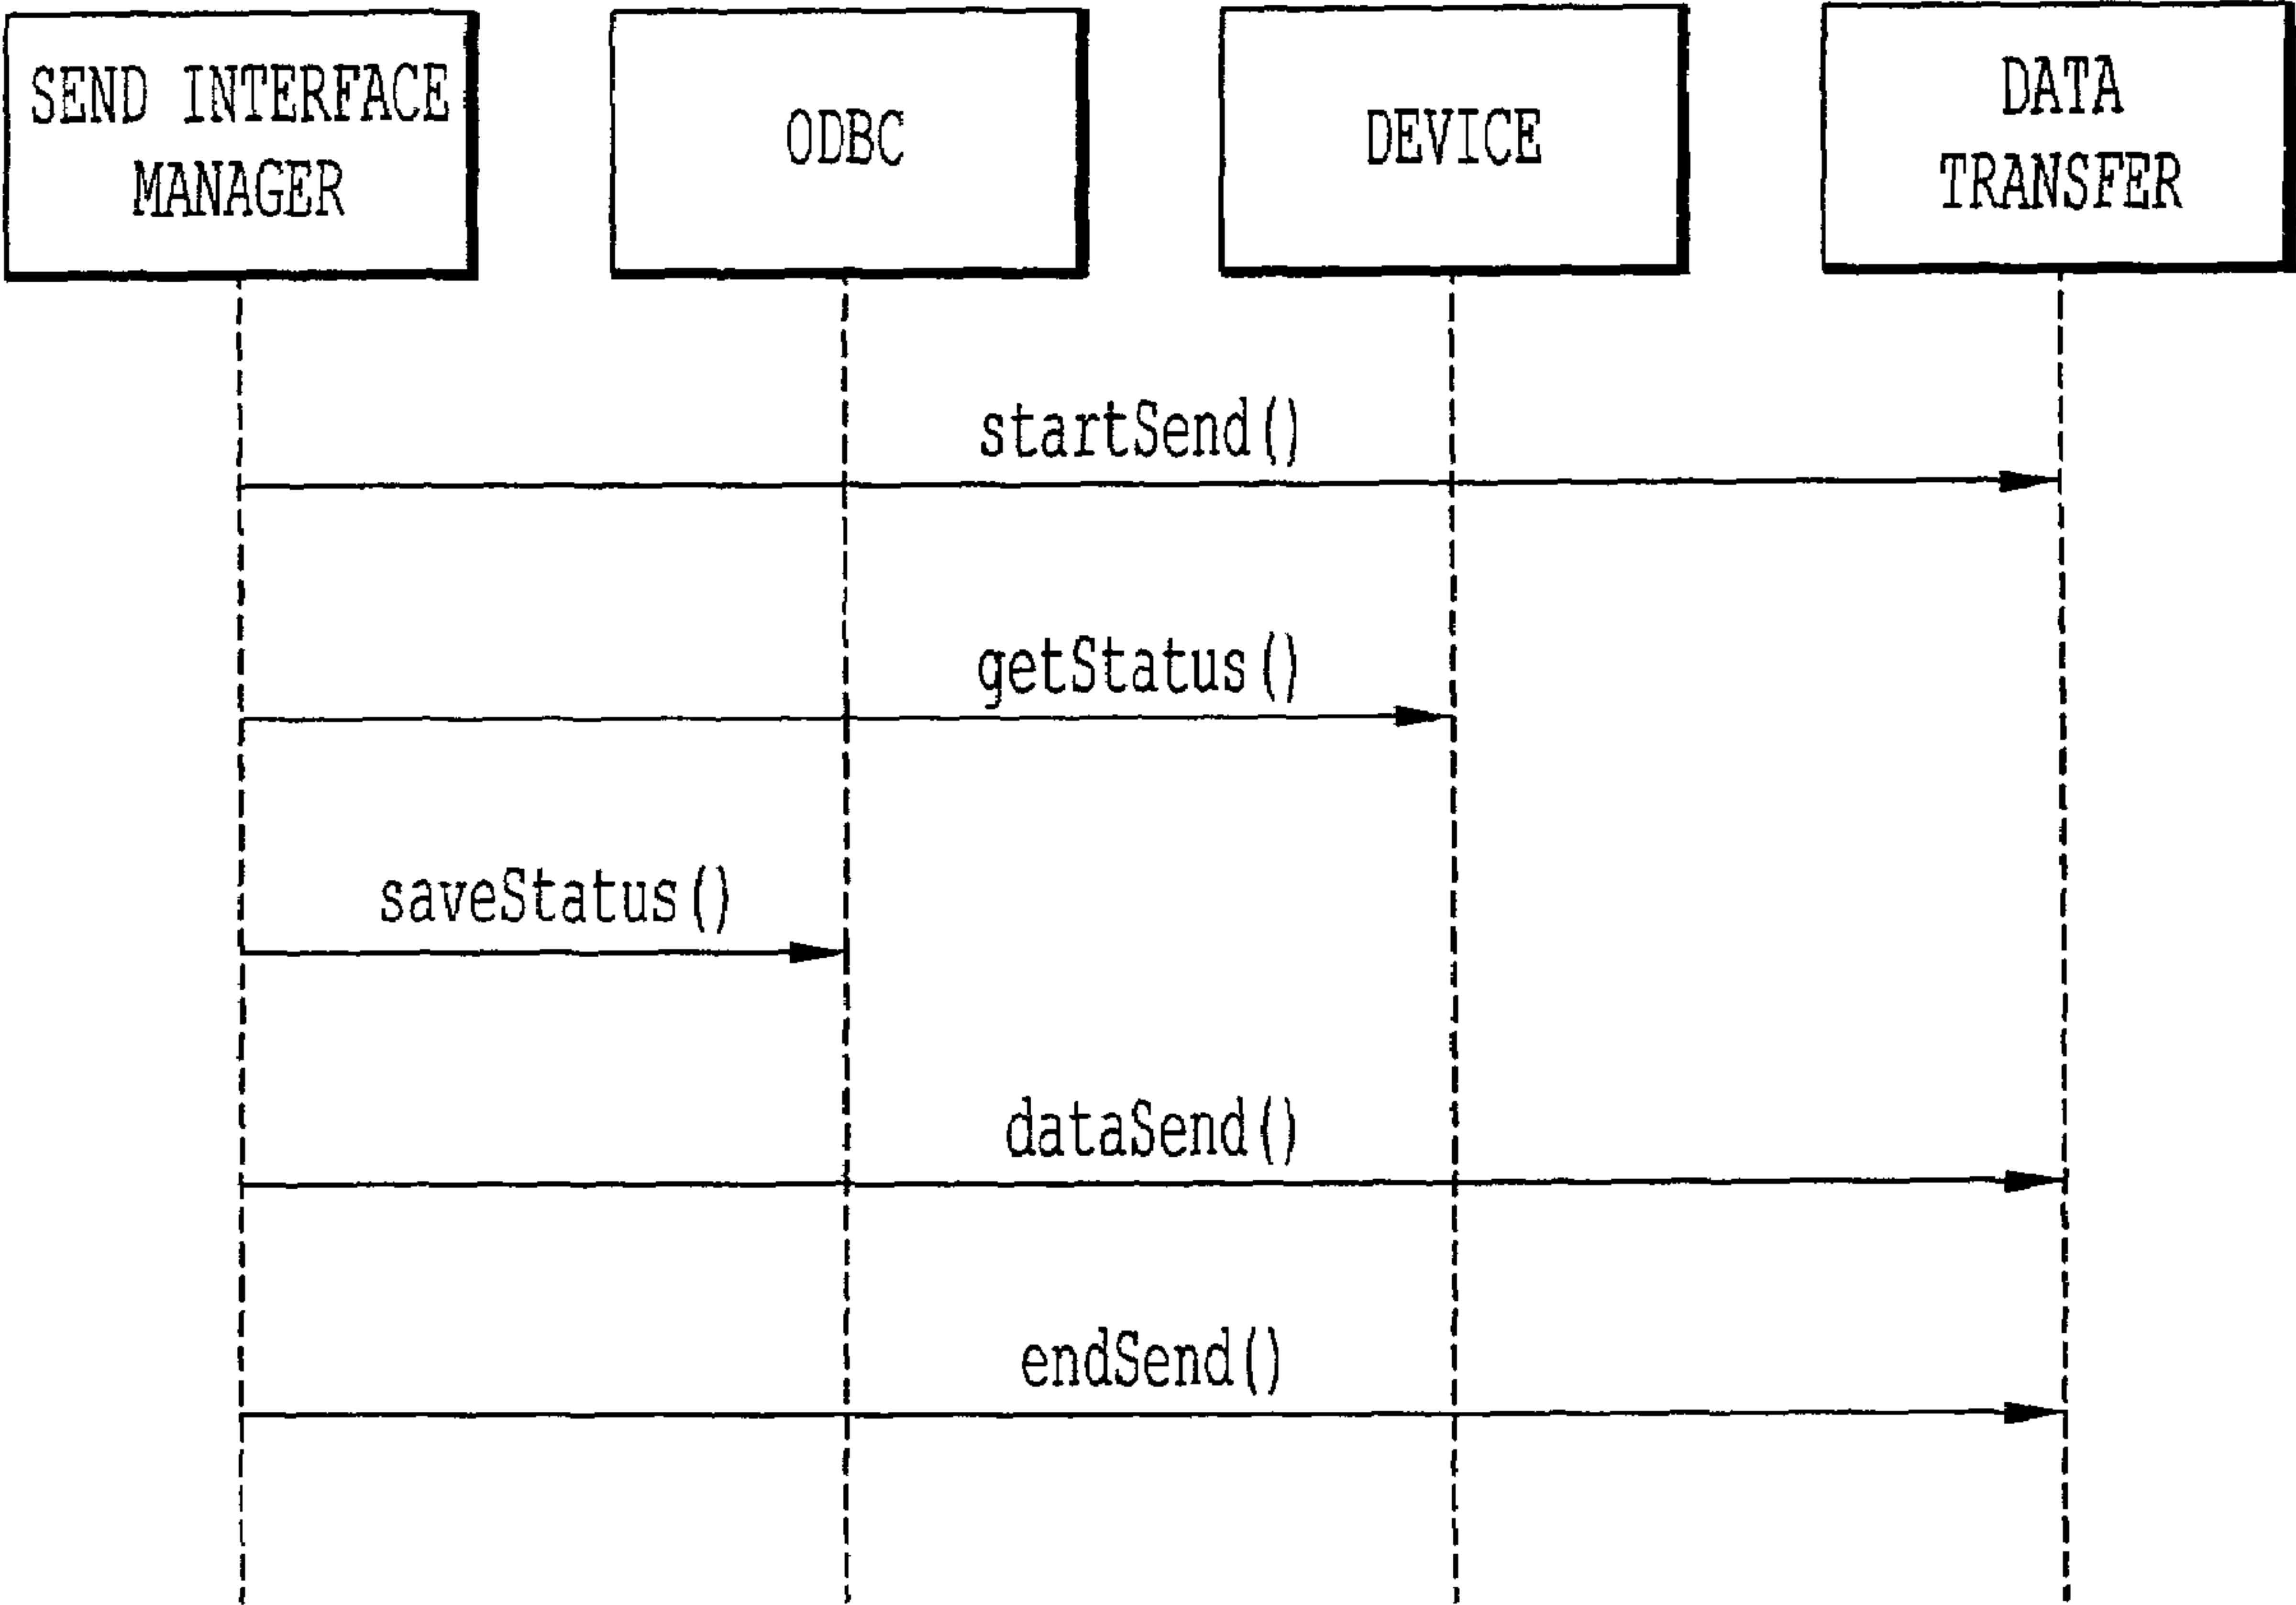 SEND INTERFACE
MANAGER
ODBC
DEVICE
DATA
TRANSFER
startSend()
getStatus()
saveStatus()
dataSend()
endSend()